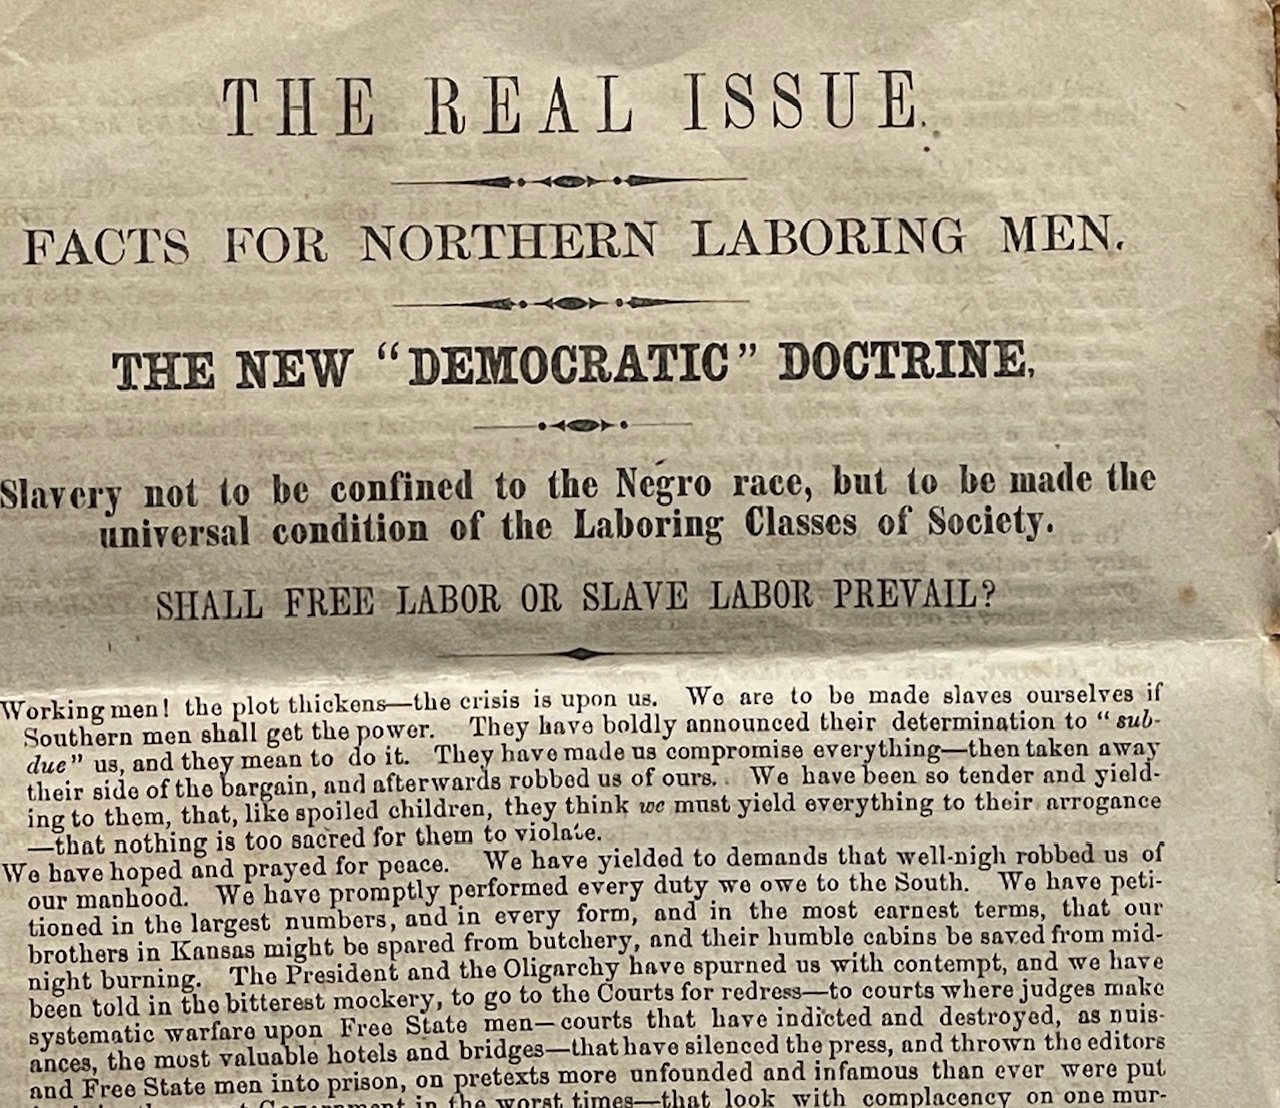 THE REAL ISSUE.
FACTS FOR NORTHERN LABORING MEN.
THE NEW "DEMOCRATIC" DOCTRINE,
Slavery not to be confined to the Negro race, but to be made the
universal condition of the Laboring Classes of Society.
SHALL FREE LABOR OR SLAVE LABOR PREVAIL?
Working men! the plot thickens—the crisis is upon us. We are to be made slaves ourselves if
Southern men shall get the power. They have boldly announced their determination to "sub-
due" us, and they mean to do it. They have made us compromise everything—then taken away
their side of the bargain, and afterwards robbed us of ours. We have been so tender and yield-
ing to them, that, like spoiled children, they think we must yield everything to their arrogance
—that nothing is too sacred for them to violate.
We have hoped and prayed for peace. We have yielded to demands that well-nigh robbed us of
our manhood. We have promptly performed every duty we owe to the South. We have peti-
tioned in the largest numbers, and in every form, and in the most earnest terms, that our
brothers in Kansas might be spared from butchery, and their humble cabins be saved from mid-
night burning. The President and the Oligarchy have spurned us with contempt, and we have
been told in the bitterest mockery, to go to the Courts for redress—to courts where judges make
systematic warfare upon Free State men—courts that have indicted and destroyed, as nuis-
ances, the most valuable hotels and bridges—that have silenced the press, and thrown the editors
and Free State men into prison, on pretexts more unfounded and infamous than ever were put
Government in the worst times—that look with complacency on one mur-